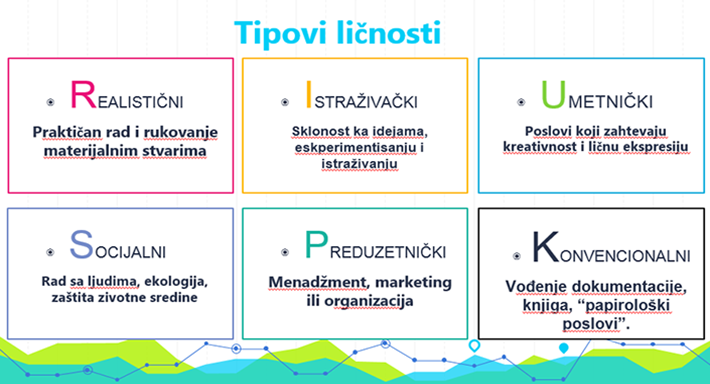 Tipovi ličnosti
REALISTIČNI
Praktičan rad i rukovanje
materijalnim stvarima
ISTRAŽIVAČKI
Sklonost ka idejama,
eskperimentisanju i
istraživanju
UMETNIČKI
Poslovi koji zahtevaju
kreativnost i ličnu ekspresiju
SOCIJALNI
Rad sa ljudima, ekologija,
zaštita zivotne sredine
PREDUZETNIČKI
Menadžment, marketing
ili organizacija
KONVENCIONALNI
Vođenje dokumentacije,
knjiga, “papirološki
poslovi”.